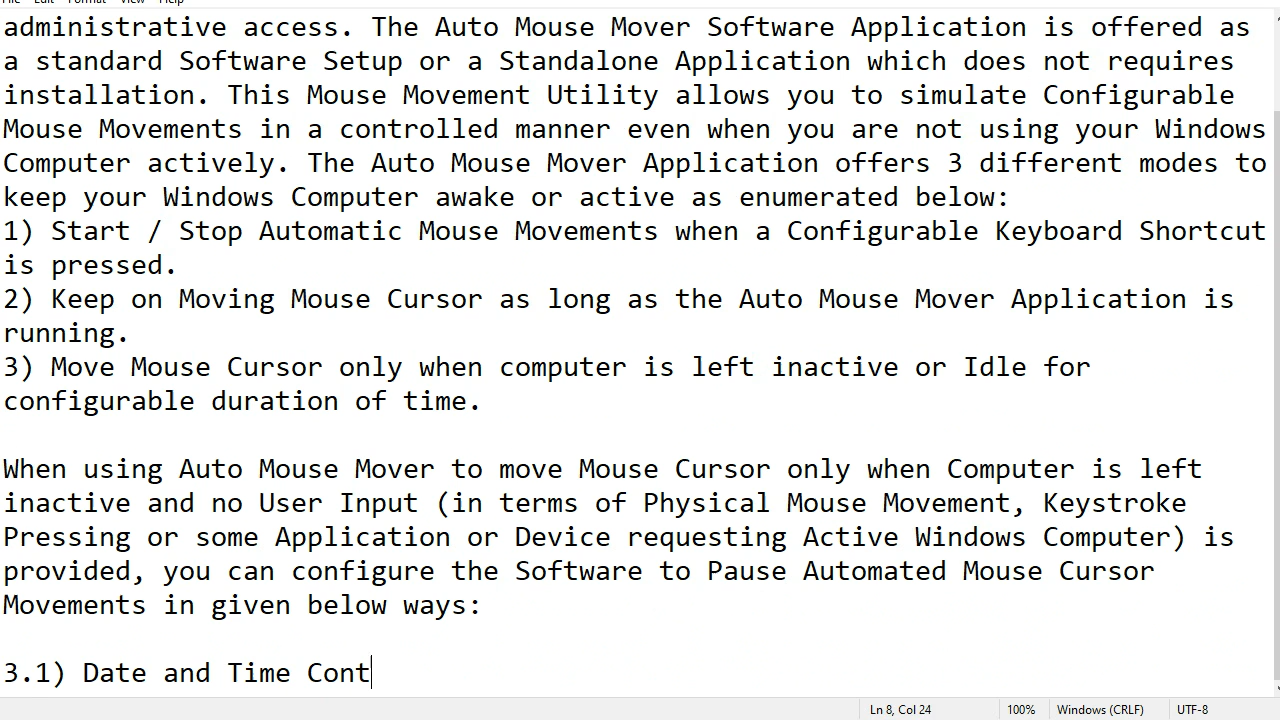 File Edit Format View Help
administrative access. The Auto Mouse Mover Software Application is offered as
a standard Software Setup or a Standalone Application which does not requires
installation. This Mouse Movement Utility allows you to simulate Configurable
Mouse Movements in a controlled manner even when you are not using your Windows
Computer actively. The Auto Mouse Mover Application offers 3 different modes to
keep your Windows Computer awake or active as enumerated below:
1) Start / Stop Automatic Mouse Movements when a Configurable Keyboard Shortcut
is pressed.
2) Keep on Moving Mouse Cursor as long as the Auto Mouse Mover Application is
running.
3) Move Mouse Cursor only when computer is left inactive or Idle for
configurable duration of time.
When using Auto Mouse Mover to move Mouse Cursor only when Computer is left
inactive and no User Input (in terms of Physical Mouse Movement, Keystroke
Pressing or some Application or Device requesting Active Windows Computer) is
provided, you can configure the Software to Pause Automated Mouse Cursor
Movements in given below ways:
3.1) Date and Time Cont
Ln 8, Col 24 100% Windows (CRLF) UTF-8